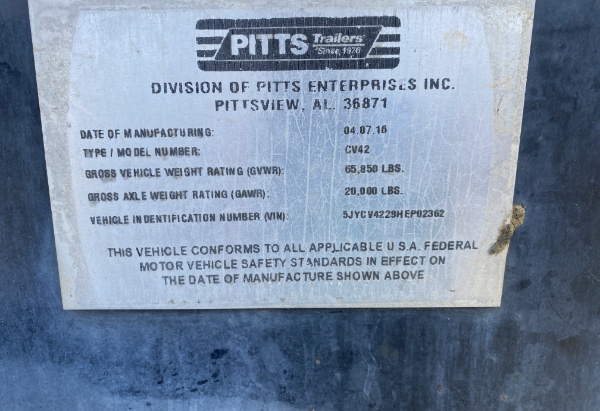 PITTS Trailers
Since 1976
DIVISION OF PITTS ENTERPRISES INC.
PITTSVIEW, AL. 36871
DATE OF MANUFACTURING: 04.07.16
TYPE / MODEL NUMBER: CV42
GROSS VEHICLE WEIGHT RATING (GVWR): 65,850 LBS.
GROSS AXLE WEIGHT RATING (GAWR): 20,000 LBS.
VEHICLE INDENTIFICATION NUMBER (VIN): 5JYCV4229HEP02362
THIS VEHICLE CONFORMS TO ALL APPLICABLE U.S.A. FEDERAL
MOTOR VEHICLE SAFETY STANDARDS IN EFFECT ON
THE DATE OF MANUFACTURE SHOWN ABOVE